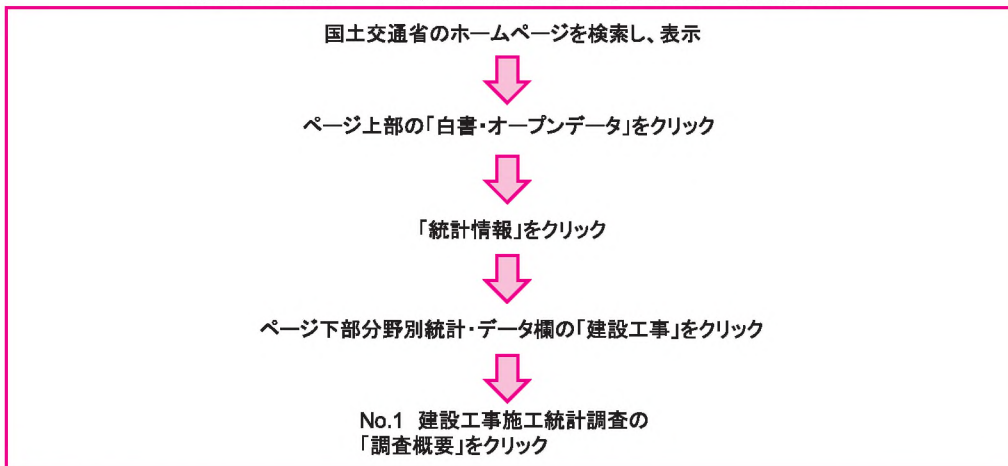 国土交通省のホームページを検索し、表示
ページ上部の「白書・オープンデータ」をクリック
「統計情報」をクリック
ページ下部分野別統計・データ欄の「建設工事」をクリック
No.1 建設工事施工統計調査の
「調査概要」をクリック